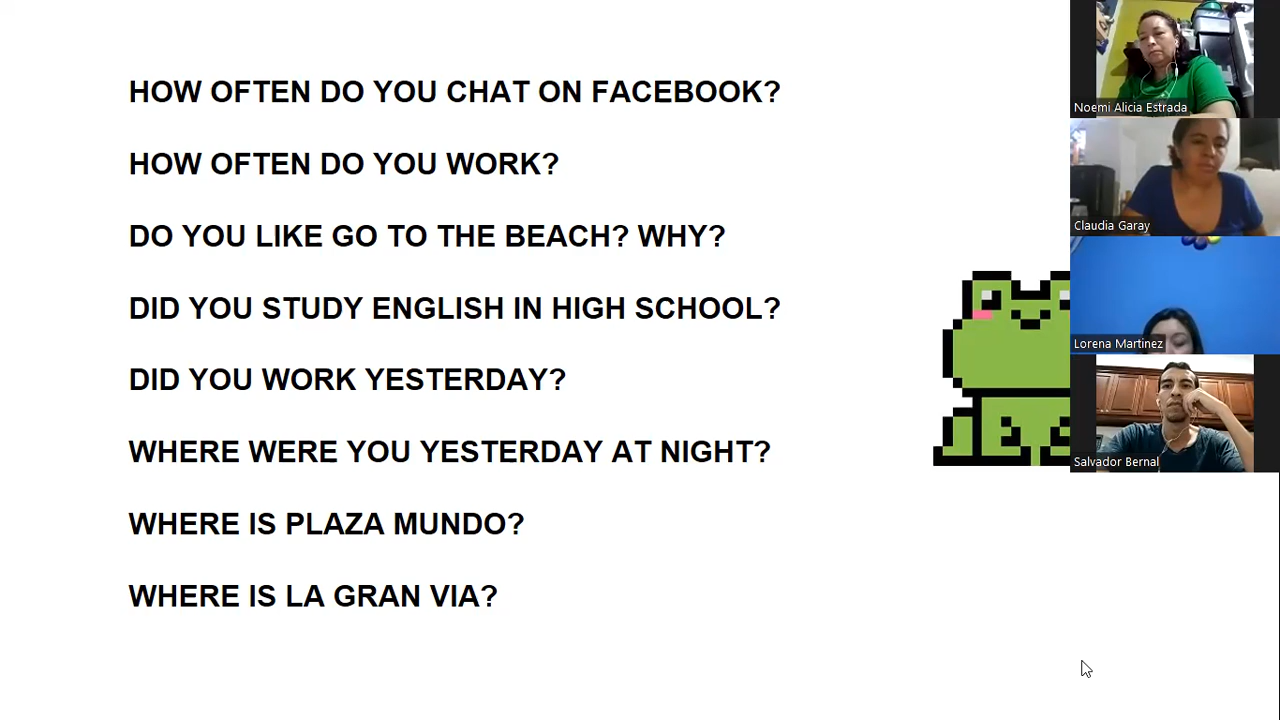 HOW OFTEN DO YOU CHAT ON FACEBOOK?
HOW OFTEN DO YOU WORK?
DO YOU LIKE GO TO THE BEACH? WHY?
DID YOU STUDY ENGLISH IN HIGH SCHOOL?
DID YOU WORK YESTERDAY?
WHERE WERE YOU YESTERDAY AT NIGHT?
WHERE IS PLAZA MUNDO?
WHERE IS LA GRAN VIA?
Noemi Alicia Estrada
Claudia Garay
Lorena Martinez
Salvador Bernal